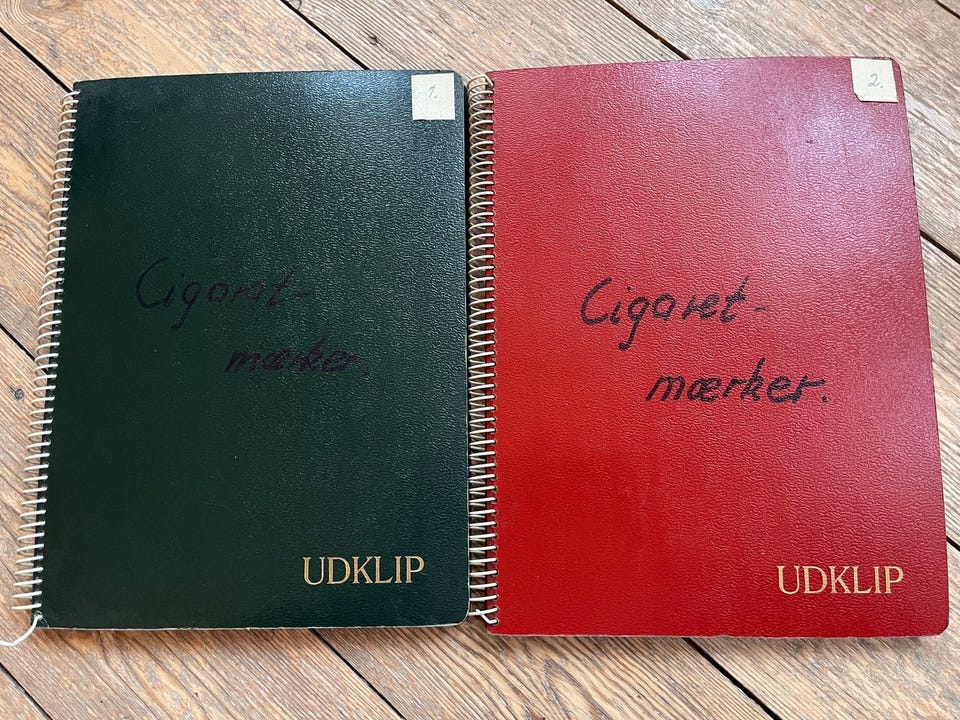 1.
Cigaret-
mærker.
UDKLIP
2.
Cigaret-
mærker.
UDKLIP